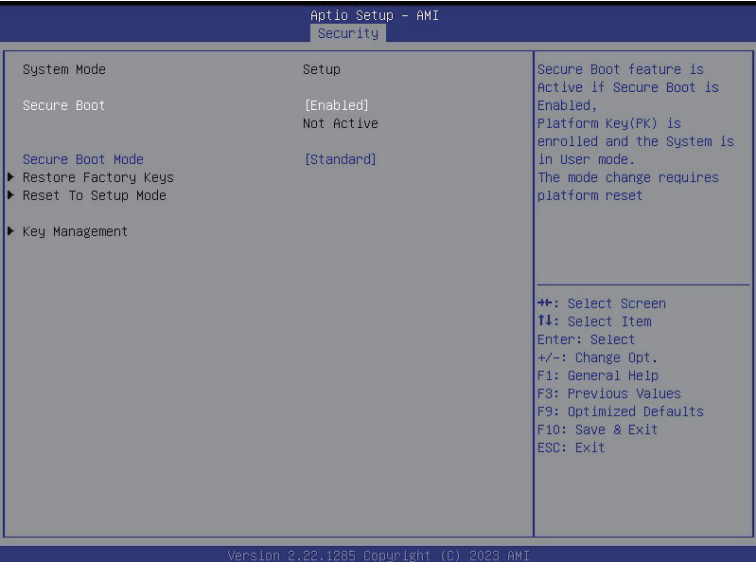 Aptio Setup – AMI
Security
System Mode Setup
Secure Boot [Enabled]
Not Active
Secure Boot Mode [Standard]
▶ Restore Factory Keys
▶ Reset To Setup Mode
▶ Key Management
Secure Boot feature is
Active if Secure Boot is
Enabled,
Platform Key(PK) is
enrolled and the System is
in User mode.
The mode change requires
platform reset
→←: Select Screen
↑↓: Select Item
Enter: Select
+/-: Change Opt.
F1: General Help
F3: Previous Values
F9: Optimized Defaults
F10: Save & Exit
ESC: Exit
Version 2.22.1285 Copyright (C) 2023 AMI